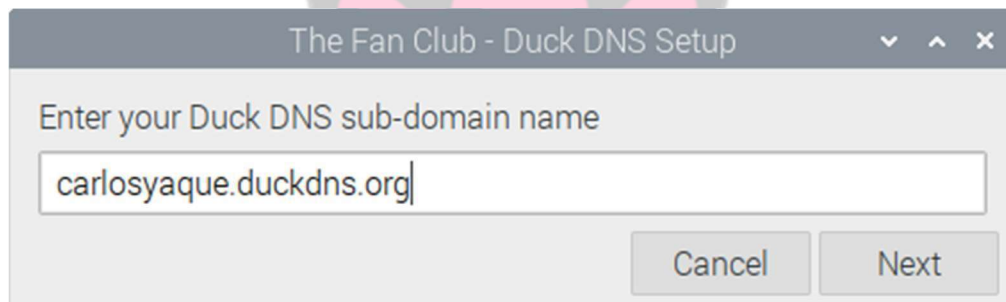 The Fan Club - Duck DNS Setup
Enter your Duck DNS sub-domain name
carlosyaque.duckdns.org
Cancel Next